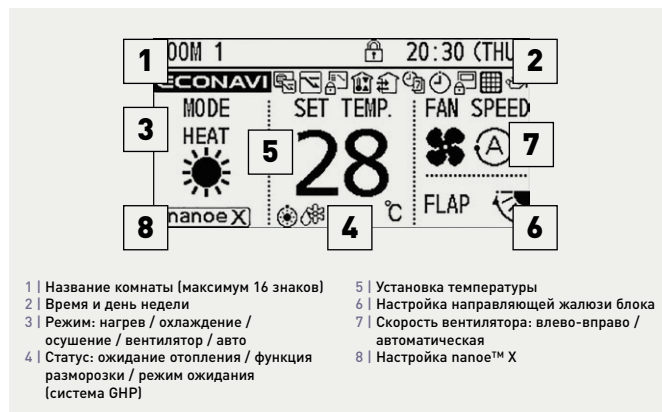 1 OOM 1 20:30 (THU 2
ECONAVI
MODE SET TEMP. FAN SPEED
3 HEAT 5 28 A 7
8 nanoe X 4 °C FLAP 6
1 | Название комнаты (максимум 16 знаков)
2 | Время и день недели
3 | Режим: нагрев / охлаждение /
осушение / вентилятор / авто
4 | Статус: ожидание отопления / функция
разморозки / режим ожидания
(система GHP)
5 | Установка температуры
6 | Настройка направляющей жалюзи блока
7 | Скорость вентилятора: влево-вправо /
автоматическая
8 | Настройка nanoe™ X